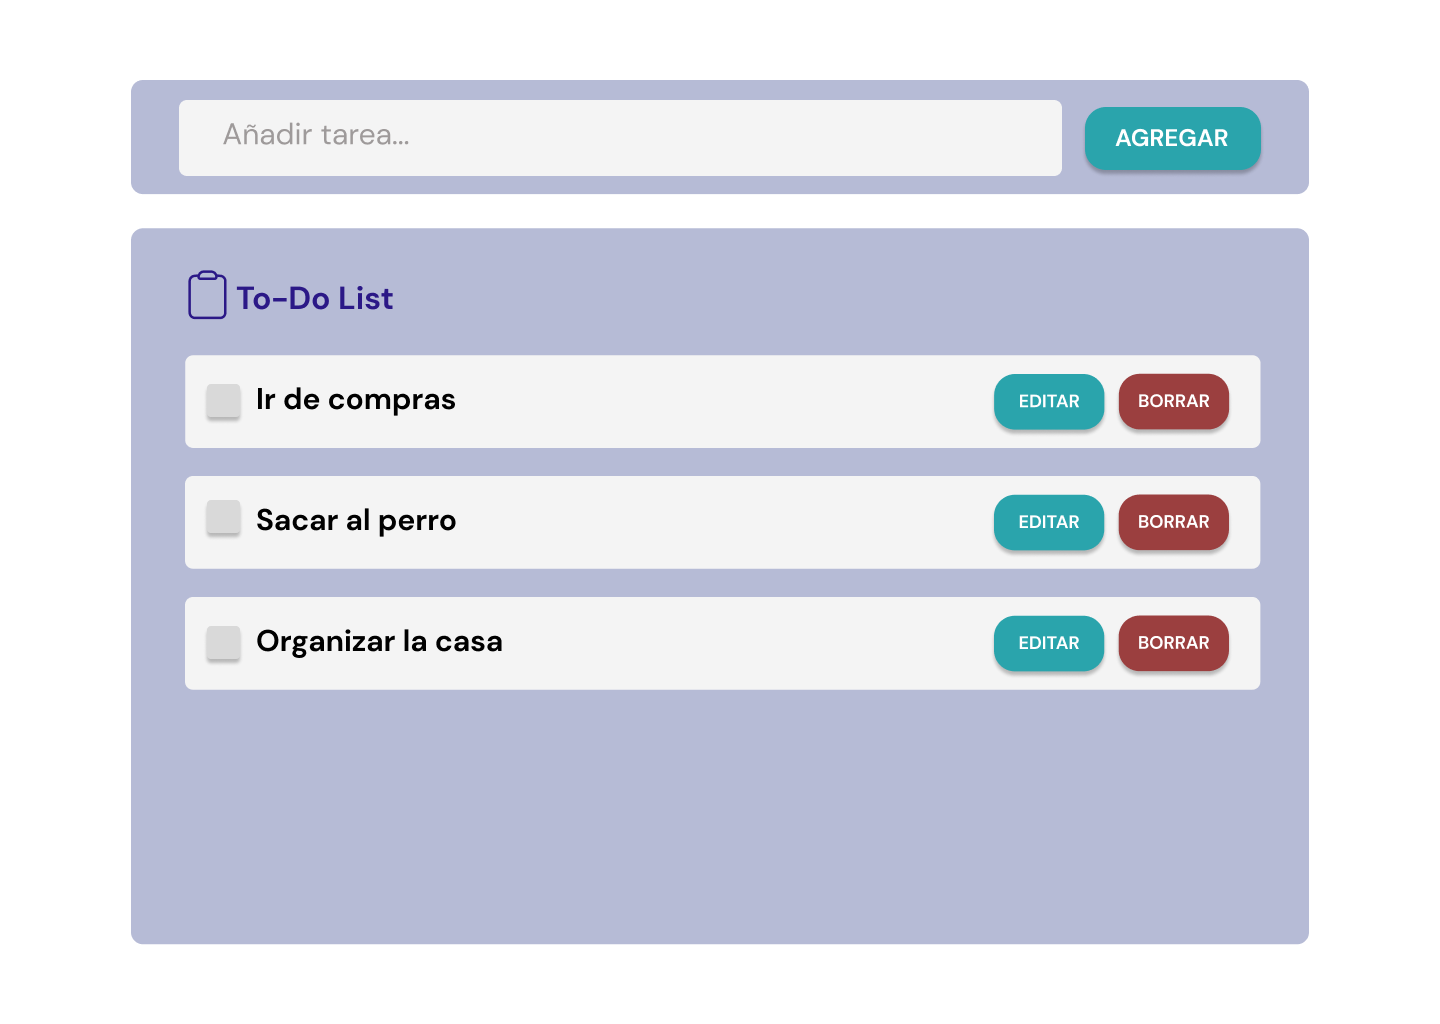 Añadir tarea...
AGREGAR
To-Do List
Ir de compras
EDITAR
BORRAR
Sacar al perro
EDITAR
BORRAR
Organizar la casa
EDITAR
BORRAR